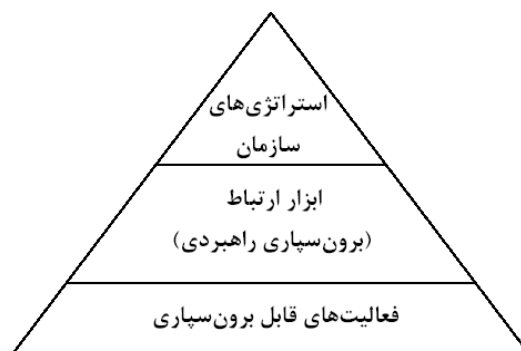 استراتژی‌های
سازمان
ابزار ارتباط
(برون‌سپاری راهبردی)
فعالیت‌های قابل برون‌سپاری